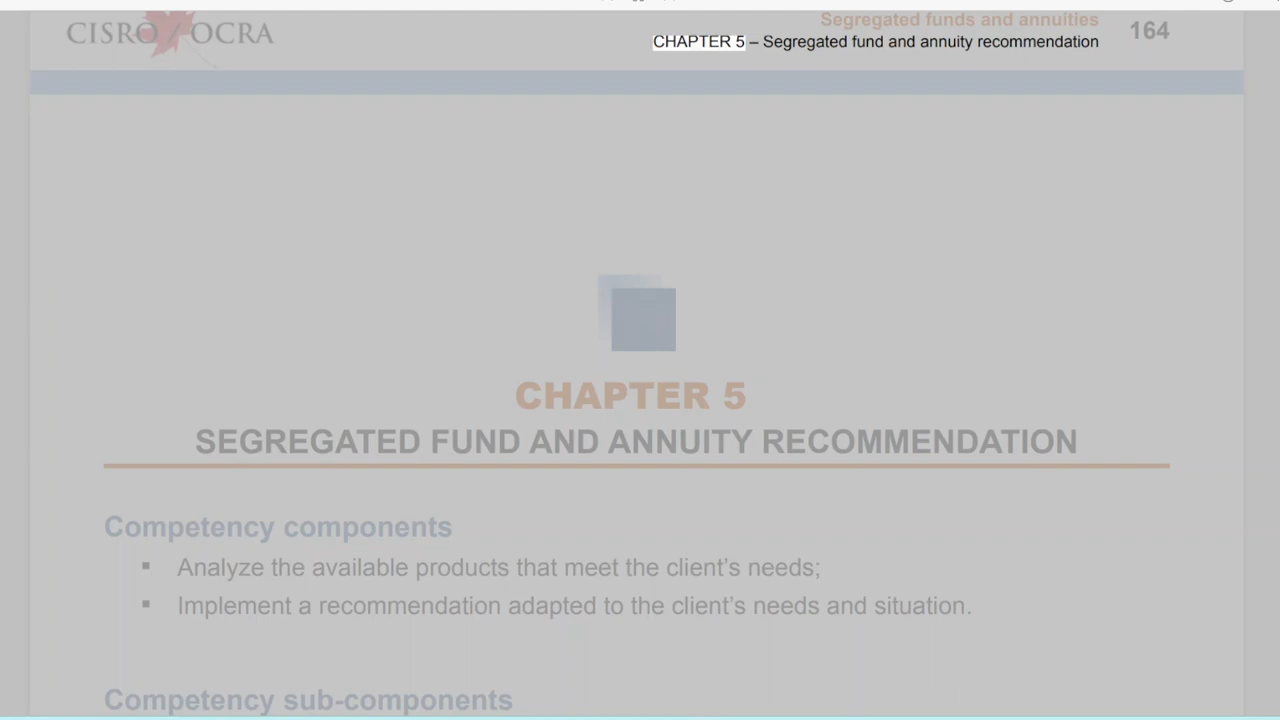 CISRO / OCRA
Segregated funds and annuities
164
CHAPTER 5 – Segregated fund and annuity recommendation
CHAPTER 5
SEGREGATED FUND AND ANNUITY RECOMMENDATION
Competency components
▪ Analyze the available products that meet the client’s needs;
▪ Implement a recommendation adapted to the client’s needs and situation.
Competency sub-components